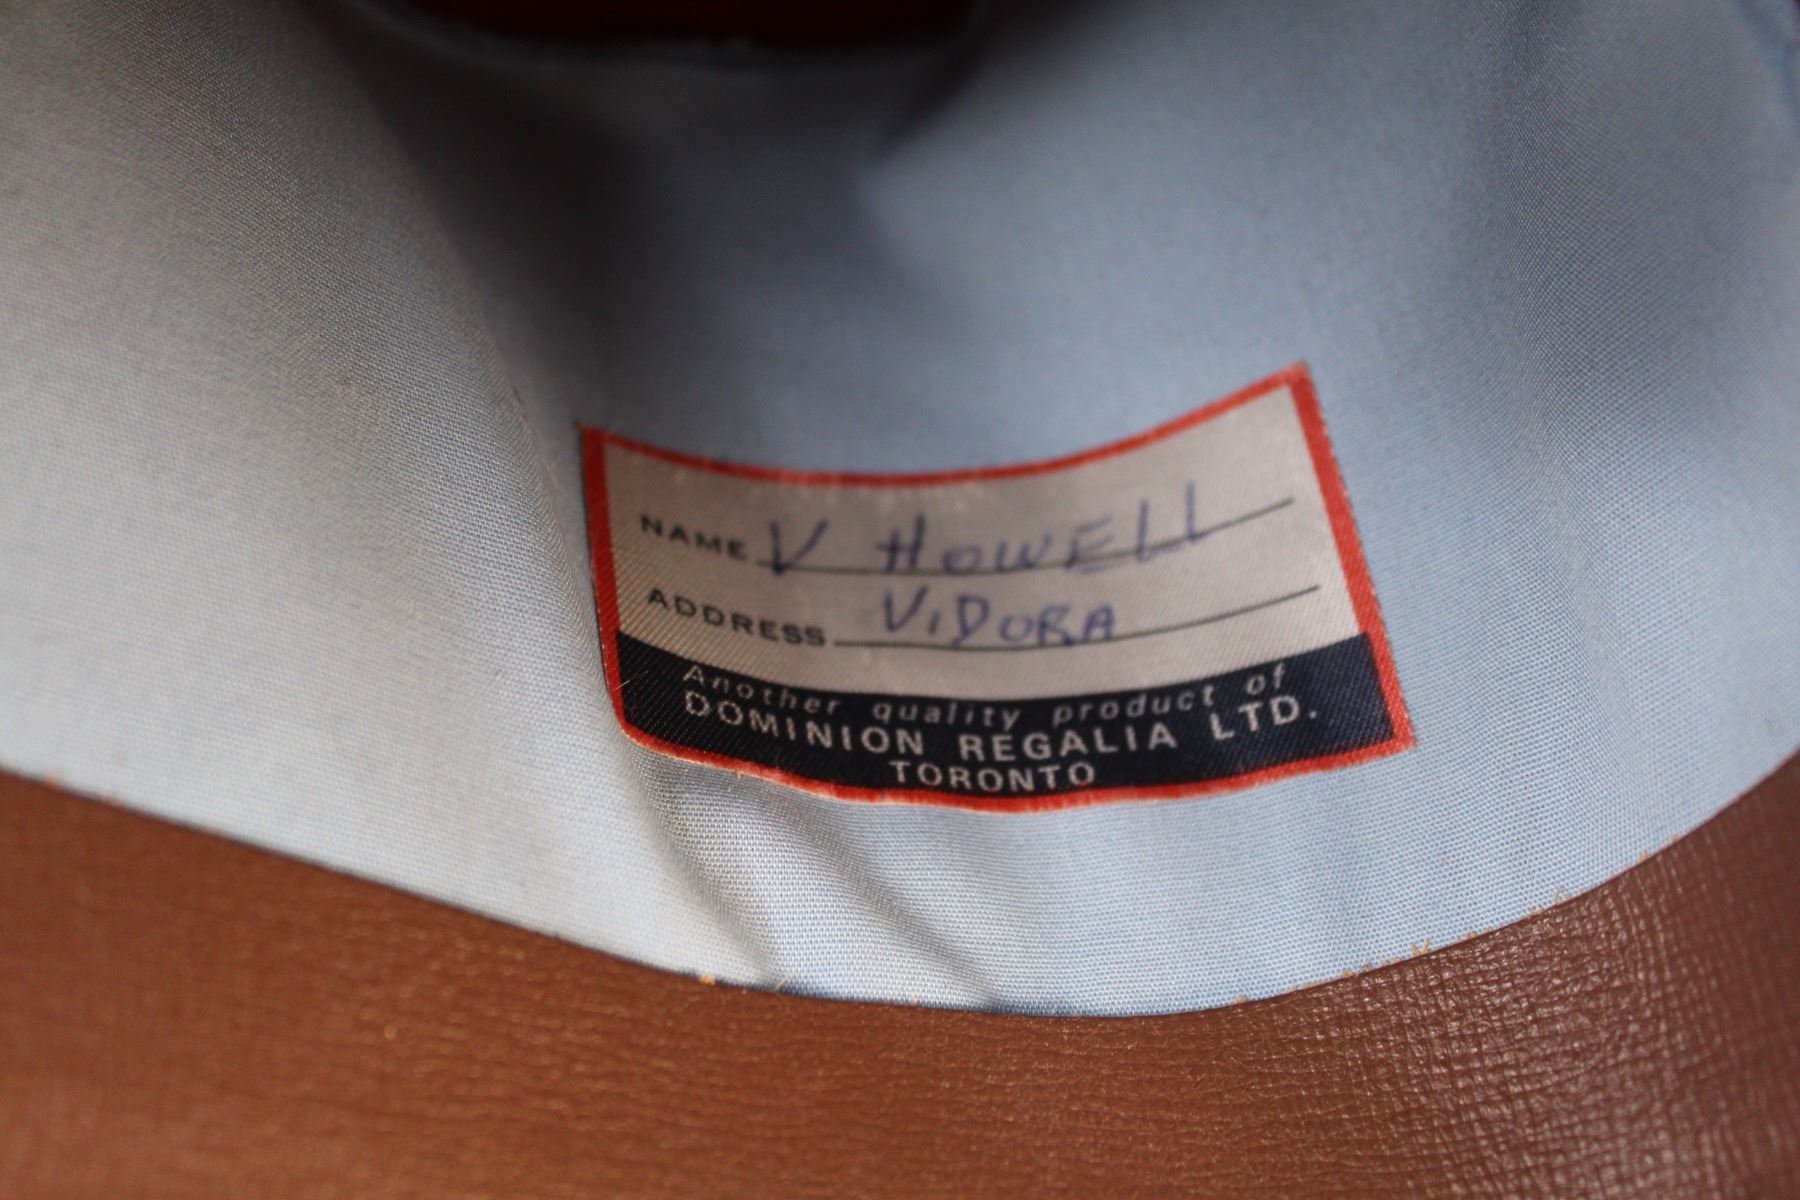 NAME V HOWELL
ADDRESS ViDORA
Another quality product of
DOMINION REGALIA LTD.
TORONTO